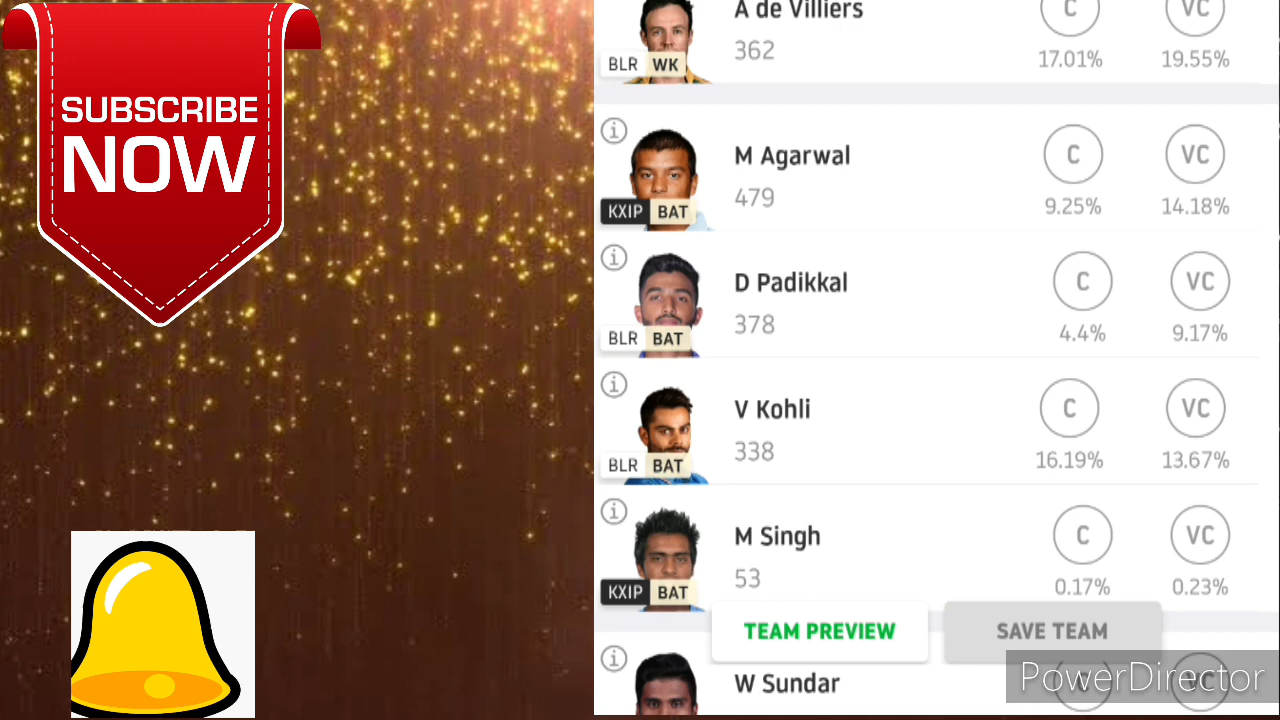 SUBSCRIBE
NOW
A de Villiers
362
BLR WK
C
VC
17.01%
19.55%
M Agarwal
479
KXIP BAT
C
VC
9.25%
14.18%
D Padikkal
378
BLR BAT
C
VC
4.4%
9.17%
V Kohli
338
BLR BAT
C
VC
16.19%
13.67%
M Singh
53
KXIP BAT
C
VC
0.17%
0.23%
TEAM PREVIEW
SAVE TEAM
W Sundar
C
VC
PowerDirector